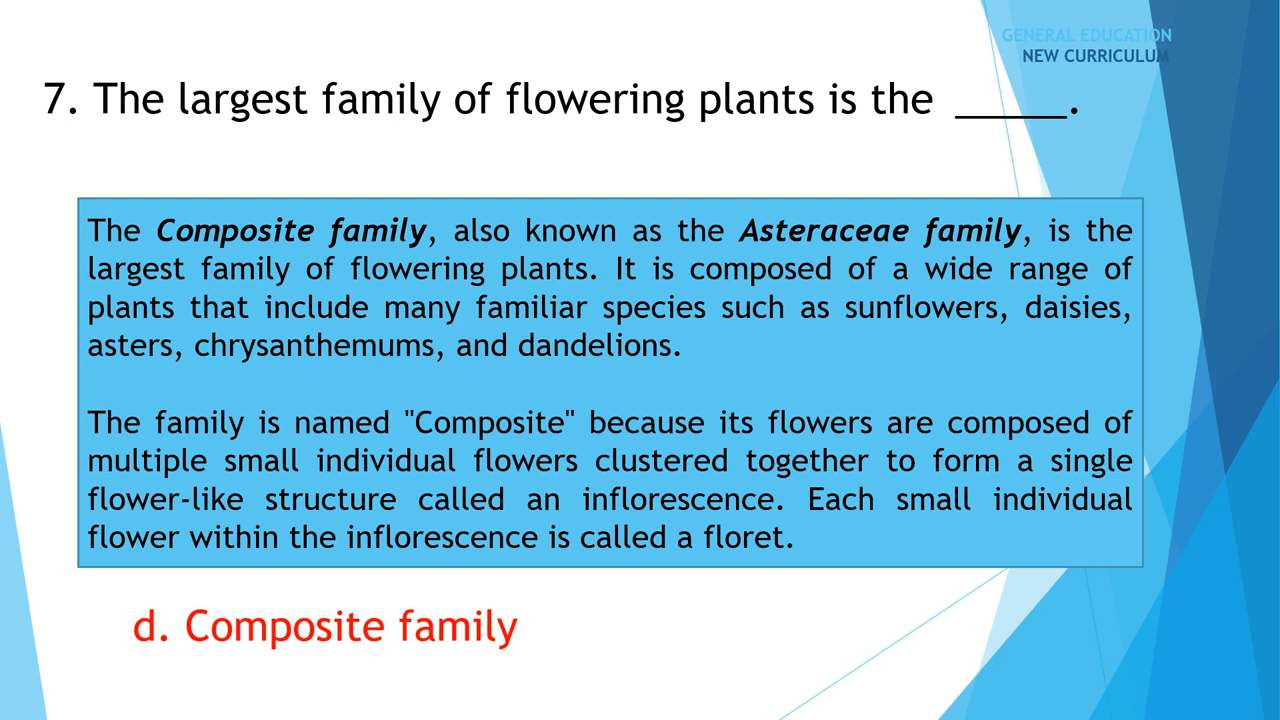 GENERAL EDUCATION
NEW CURRICULUM
7. The largest family of flowering plants is the _____.
The Composite family, also known as the Asteraceae family, is the
largest family of flowering plants. It is composed of a wide range of
plants that include many familiar species such as sunflowers, daisies,
asters, chrysanthemums, and dandelions.
The family is named "Composite" because its flowers are composed of
multiple small individual flowers clustered together to form a single
flower-like structure called an inflorescence. Each small individual
flower within the inflorescence is called a floret.
d. Composite family